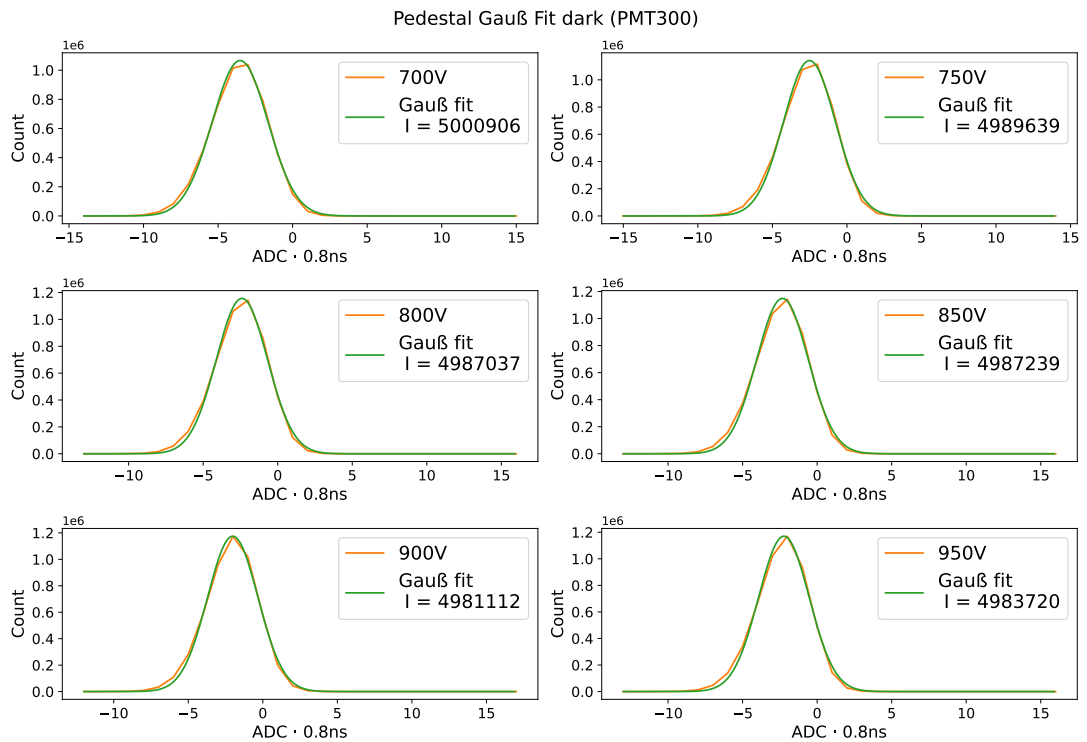 Pedestal Gauß Fit dark (PMT300)
1e6
Count
1.0
0.8
0.6
0.4
0.2
0.0
700V
Gauß fit
I = 5000906
−15 −10 −5 0 5 10 15
ADC · 0.8ns
1e6
Count
1.0
0.8
0.6
0.4
0.2
0.0
750V
Gauß fit
I = 4989639
−15 −10 −5 0 5 10 15
ADC · 0.8ns
1e6
Count
1.2
1.0
0.8
0.6
0.4
0.2
0.0
800V
Gauß fit
I = 4987037
−10 −5 0 5 10 15
ADC · 0.8ns
1e6
Count
1.2
1.0
0.8
0.6
0.4
0.2
0.0
850V
Gauß fit
I = 4987239
−10 −5 0 5 10 15
ADC · 0.8ns
1e6
Count
1.2
1.0
0.8
0.6
0.4
0.2
0.0
900V
Gauß fit
I = 4981112
−10 −5 0 5 10 15
ADC · 0.8ns
1e6
Count
1.2
1.0
0.8
0.6
0.4
0.2
0.0
950V
Gauß fit
I = 4983720
−10 −5 0 5 10 15
ADC · 0.8ns